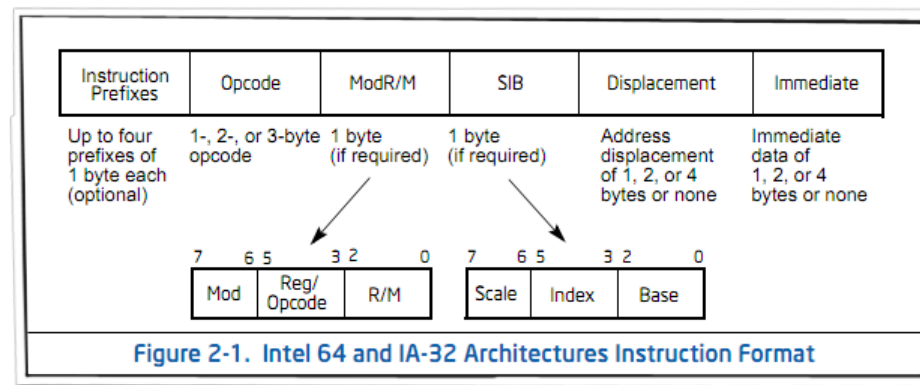 Instruction
Prefixes
Opcode
ModR/M
SIB
Displacement
Immediate
Up to four
prefixes of
1 byte each
(optional)
1-, 2-, or 3-byte
opcode
1 byte
(if required)
1 byte
(if required)
Address
displacement
of 1, 2, or 4
bytes or none
Immediate
data of
1, 2, or 4
bytes or none
7 6 5 3 2 0
Mod
Reg/
Opcode
R/M
7 6 5 3 2 0
Scale
Index
Base
Figure 2-1. Intel 64 and IA-32 Architectures Instruction Format